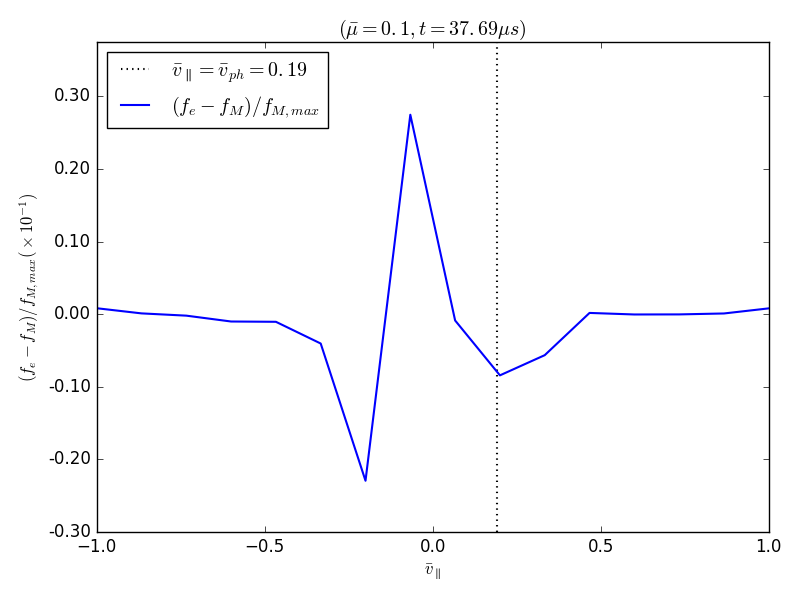 (μ̄ = 0.1, t = 37.69μs)
v̄∥ = v̄ph = 0.19
(fe − fM)/fM,max
0.30
0.20
0.10
0.00
-0.10
-0.20
-0.30
(fe − fM)/fM,max(×10⁻¹)
−1.0 −0.5 0.0 0.5 1.0
v̄∥